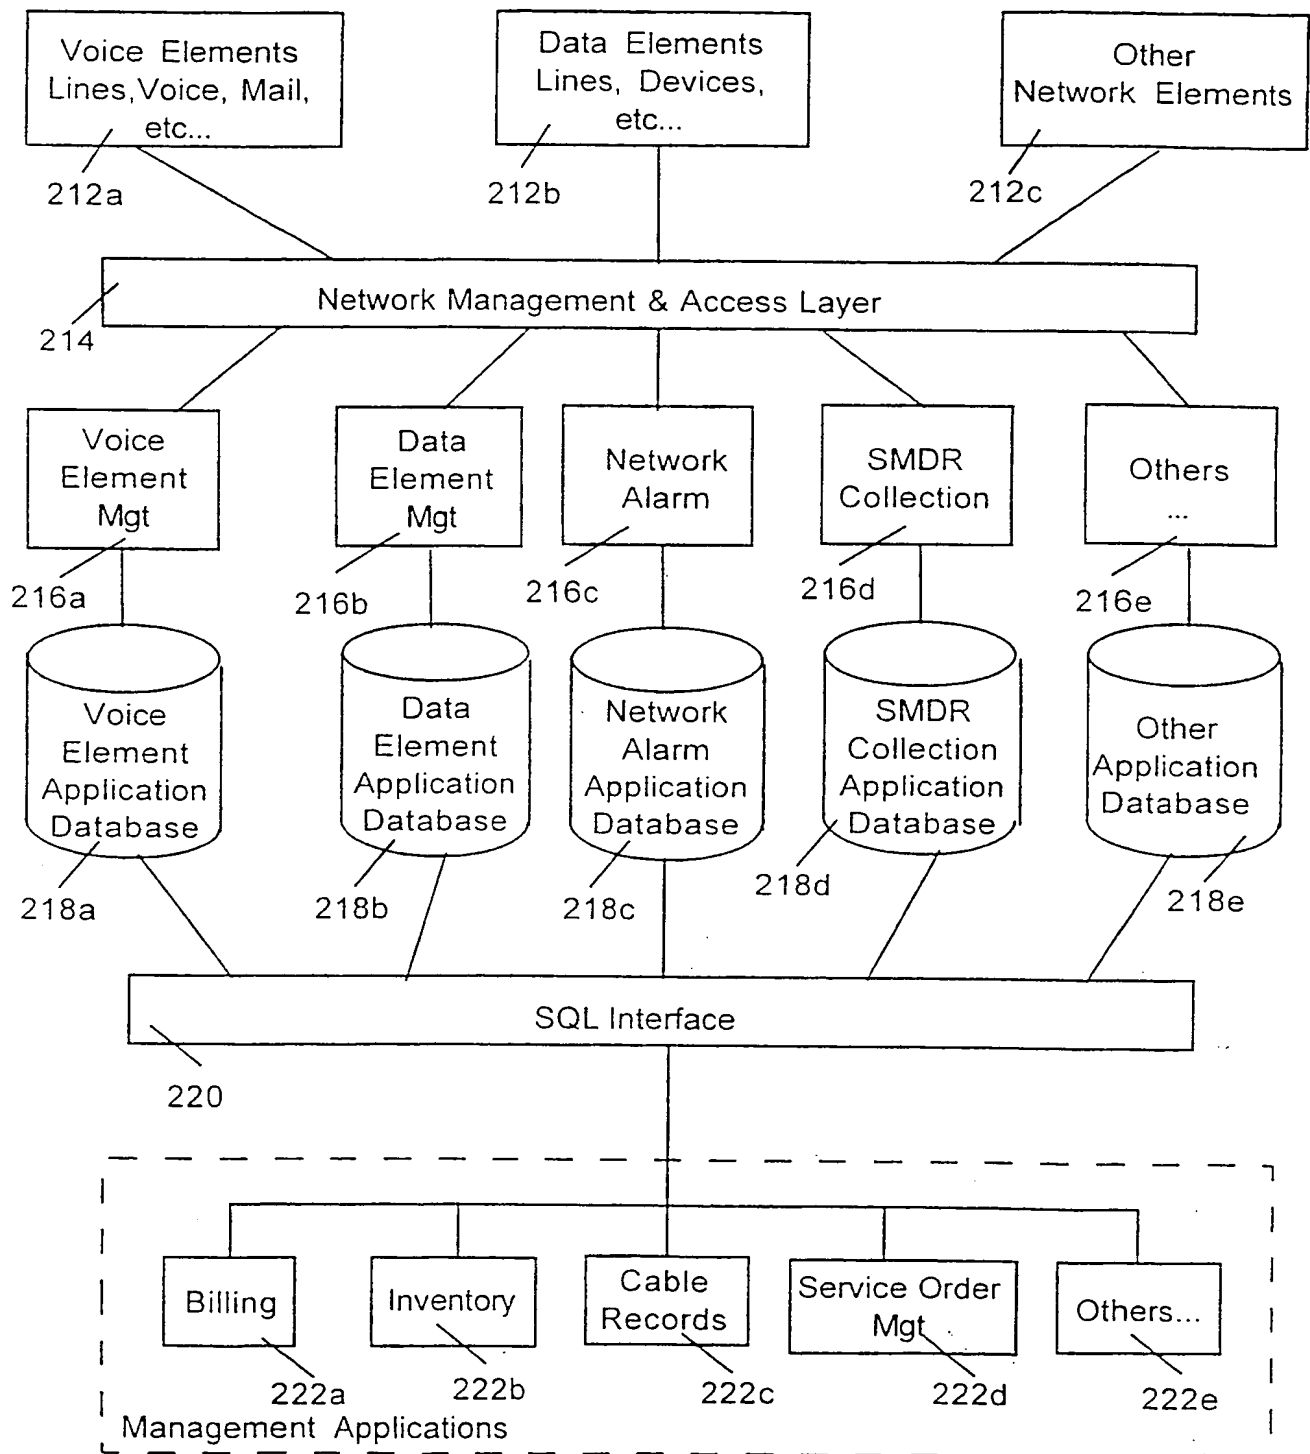 Voice Elements
Lines,Voice, Mail,
etc...
Data Elements
Lines, Devices,
etc...
Other
Network Elements
212a
212b
212c
Network Management & Access Layer
214
Voice
Element
Mgt
Data
Element
Mgt
Network
Alarm
SMDR
Collection
Others
...
216a
216b
216c
216d
216e
Voice
Element
Application
Database
Data
Element
Application
Database
Network
Alarm
Application
Database
SMDR
Collection
Application
Database
Other
Application
Database
218a
218b
218c
218d
218e
SQL Interface
220
Billing
Inventory
Cable
Records
Service Order
Mgt
Others...
222a
222b
222c
222d
222e
Management Applications